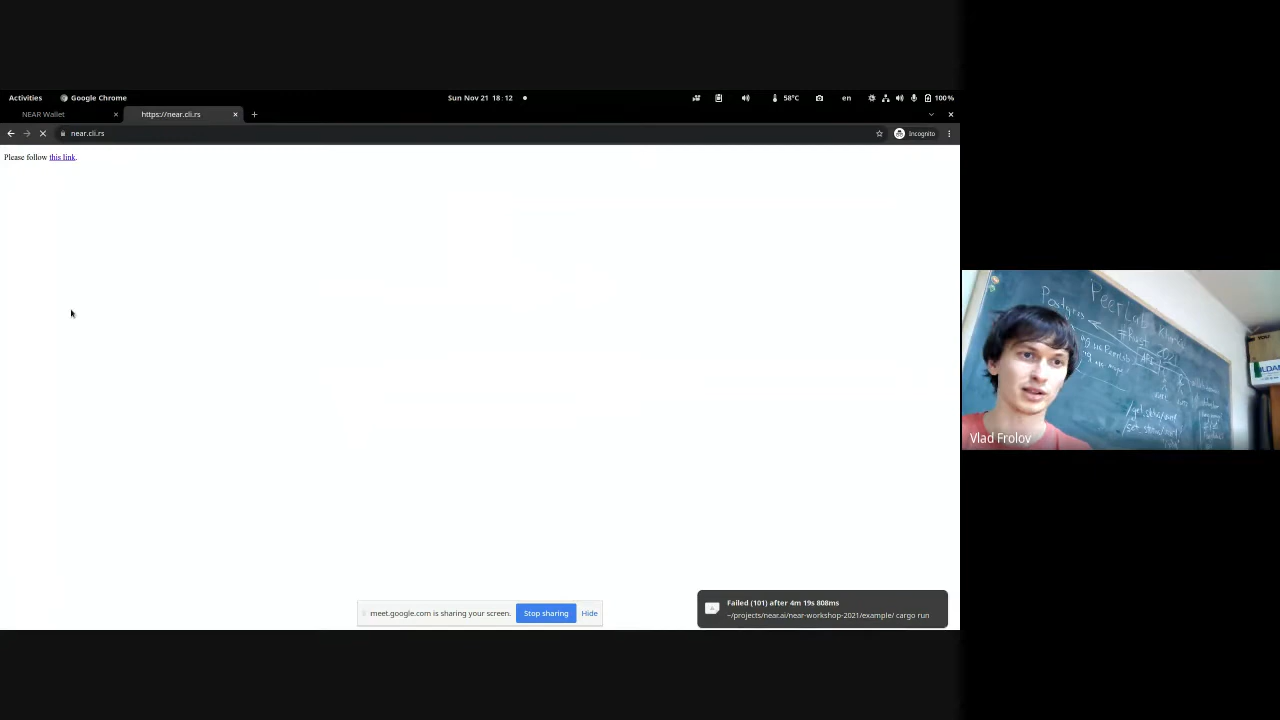 Activities Google Chrome Sun Nov 21 18:12 58°C en 100%
NEAR Wallet https://near.cli.rs
near.cli.rs Incognito
Please follow this link.
PeerLab
Postgres
#Rust
Vlad Frolov
meet.google.com is sharing your screen. Stop sharing Hide
Failed (101) after 4m 19s 808ms
~/projects/near.ai/near-workshop-2021/example/ cargo run